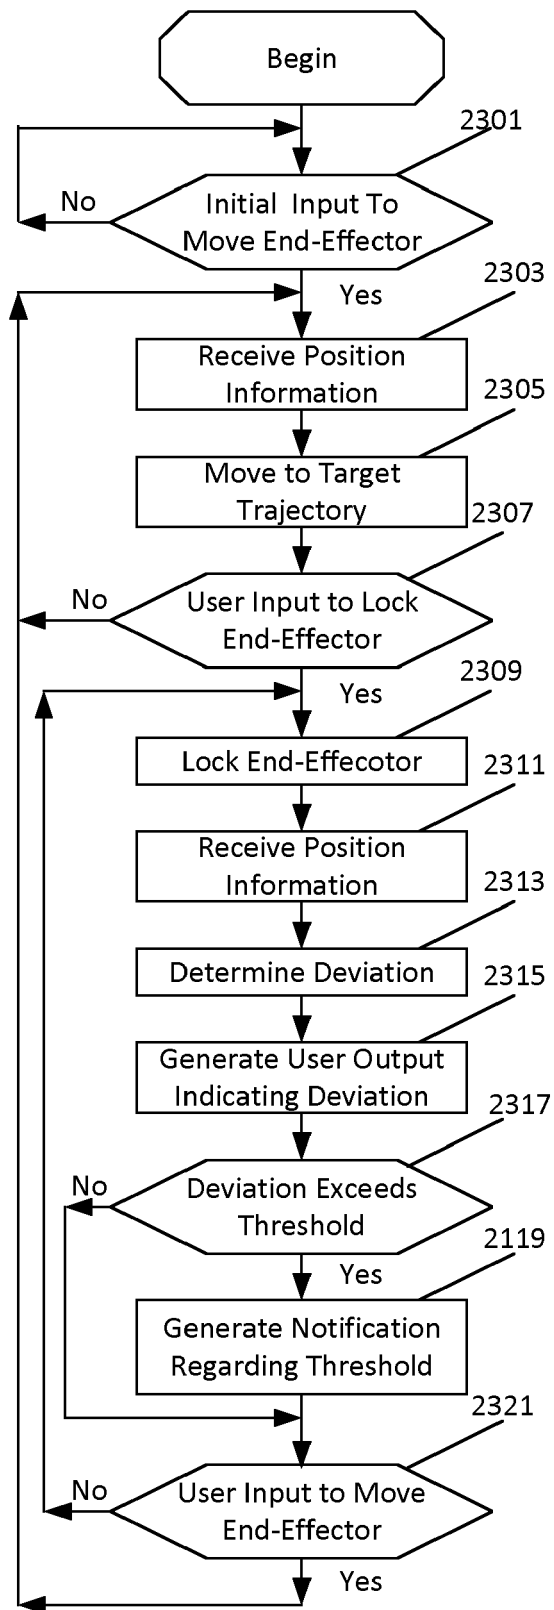 Begin
2301
No
Initial Input To
Move End-Effector
Yes
2303
Receive Position
Information
2305
Move to Target
Trajectory
2307
No
User Input to Lock
End-Effector
Yes
2309
Lock End-Effecotor
2311
Receive Position
Information
2313
Determine Deviation
2315
Generate User Output
Indicating Deviation
2317
No
Deviation Exceeds
Threshold
2119
Yes
Generate Notification
Regarding Threshold
2321
No
User Input to Move
End-Effector
Yes